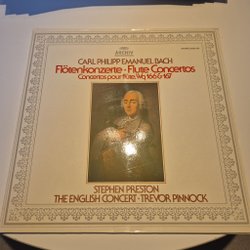 ARCHIV
CARL PHILIPP EMANUEL BACH
Flötenkonzerte · Flute Concertos
Concertos pour flûte, Wq 166 & 167
STEPHEN PRESTON
THE ENGLISH CONCERT · TREVOR PINNOCK